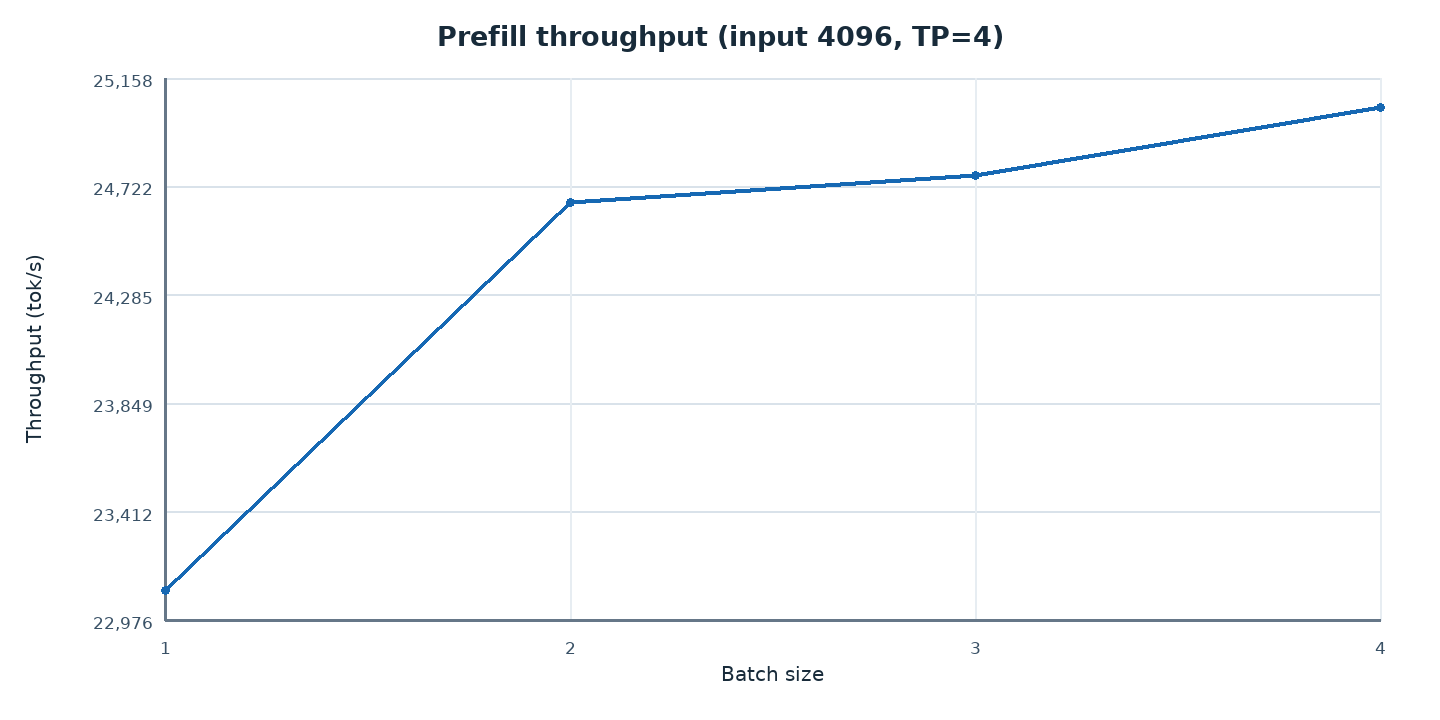 Prefill throughput (input 4096, TP=4)
25,158
24,722
24,285
23,849
23,412
22,976
Throughput (tok/s)
1 2 3 4
Batch size